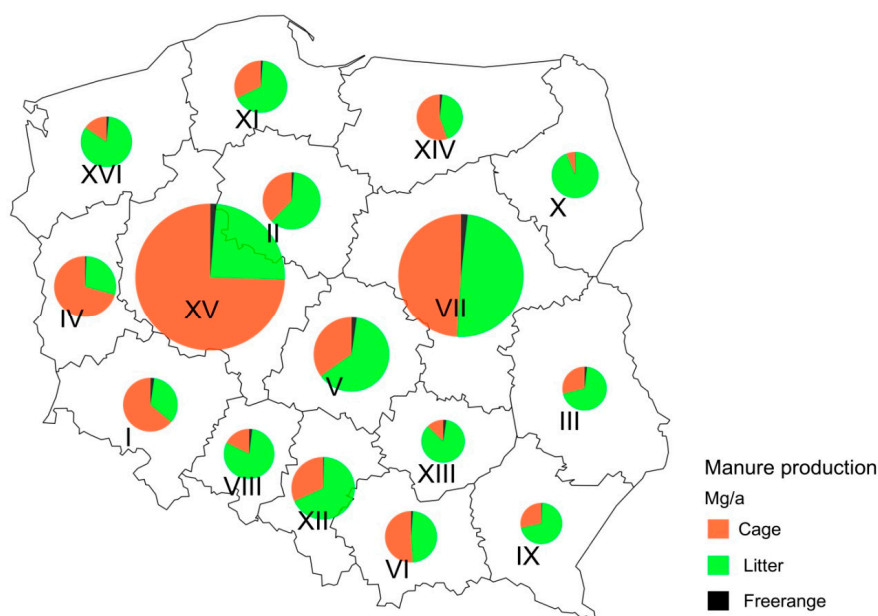 XI
XIV
XVI
X
II
XV
VII
IV
V
III
I
XIII
VIII
XII
IX
VI
Manure production
Mg/a
Cage
Litter
Freerange